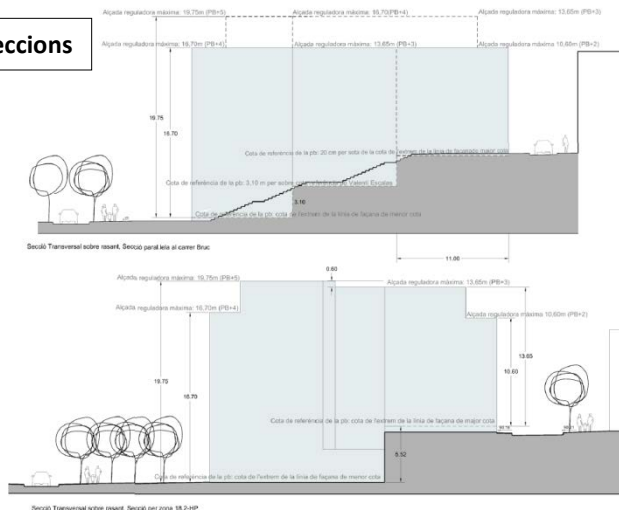 eccions
Alçada reguladora màxima: 19,75m (PB+5)
Alçada reguladora màxima: 16,70(PB+4)
Alçada reguladora màxima: 13,65m (PB+3)
Alçada reguladora màxima: 16,70m (PB+4)
Alçada reguladora màxima: 13,65m (PB+3)
Alçada reguladora màxima 10,60m (PB+2)
19.75
16.70
Cota de referència de la pb: 20 cm per sota de la cota de l'extrem de la línia de façana de major cota
Cota de referència de la pb: 3,10 m per sobre
3.16
Cota de referència de la pb: cota de l'extrem de la línia de façana de menor cota
Secció Transversal sobre rasant, Secció paral.lela al carrer Bruc
11.00
0.60
Alçada reguladora màxima: 19,75m (PB+5)
Alçada reguladora màxima: 13,65m (PB+3)
Alçada reguladora màxima: 16,70m (PB+4)
Alçada reguladora màxima 10,60m (PB+2)
19.75
16.70
10.60
13.65
Cota de referència de la pb: cota de l'extrem de la línia de façana de major cota
5.52
Cota de referència de la pb: cota de l'extrem de la línia de façana de menor cota
Secció Transversal sobre rasant, Secció per zona 18.2-HP